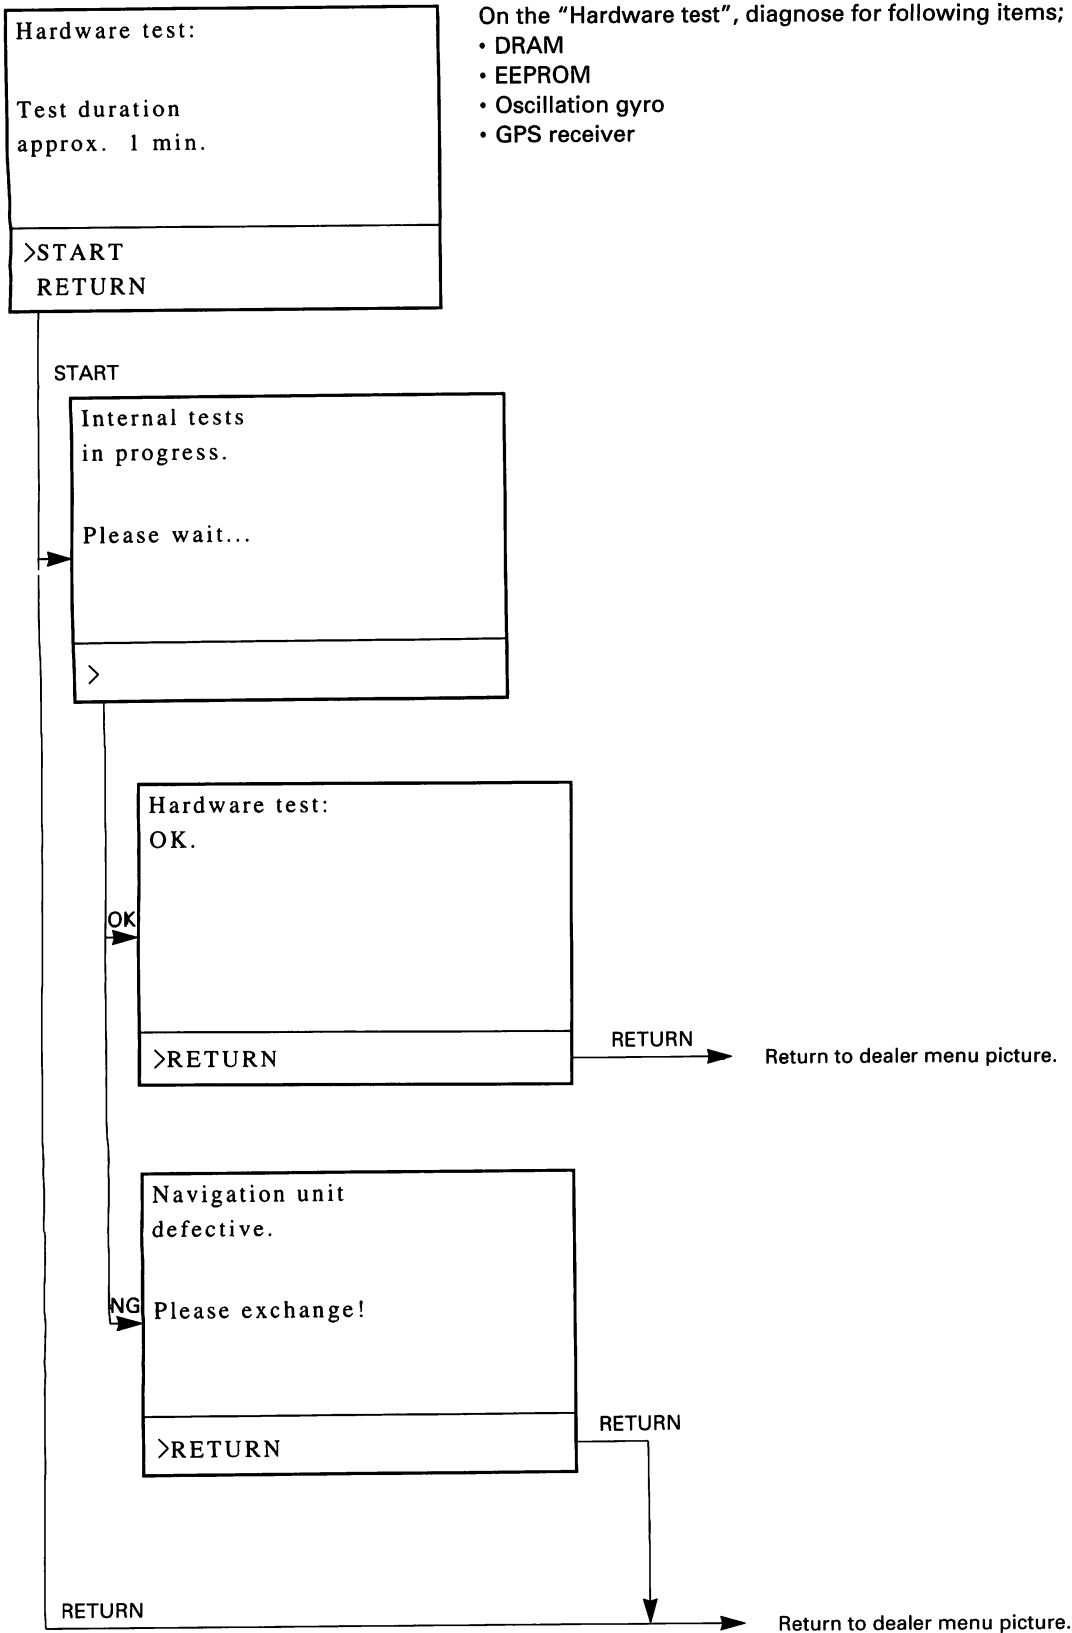 Hardware test:
Test duration
approx. 1 min.
>START
RETURN
On the "Hardware test", diagnose for following items;
• DRAM
• EEPROM
• Oscillation gyro
• GPS receiver
START
Internal tests
in progress.
Please wait...
>
OK
Hardware test:
OK.
>RETURN
RETURN
Return to dealer menu picture.
NG
Navigation unit
defective.
Please exchange!
>RETURN
RETURN
RETURN
Return to dealer menu picture.